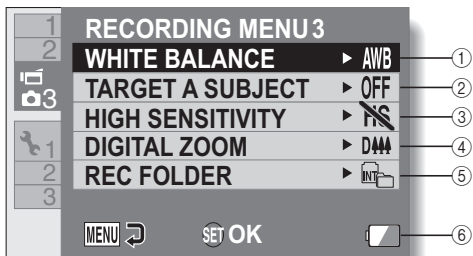 1
2
3
1
2
3
RECORDING MENU 3
WHITE BALANCE AWB ①
TARGET A SUBJECT OFF ②
HIGH SENSITIVITY HS ③
DIGITAL ZOOM D ④
REC FOLDER INT ⑤
MENU SET OK ⑥